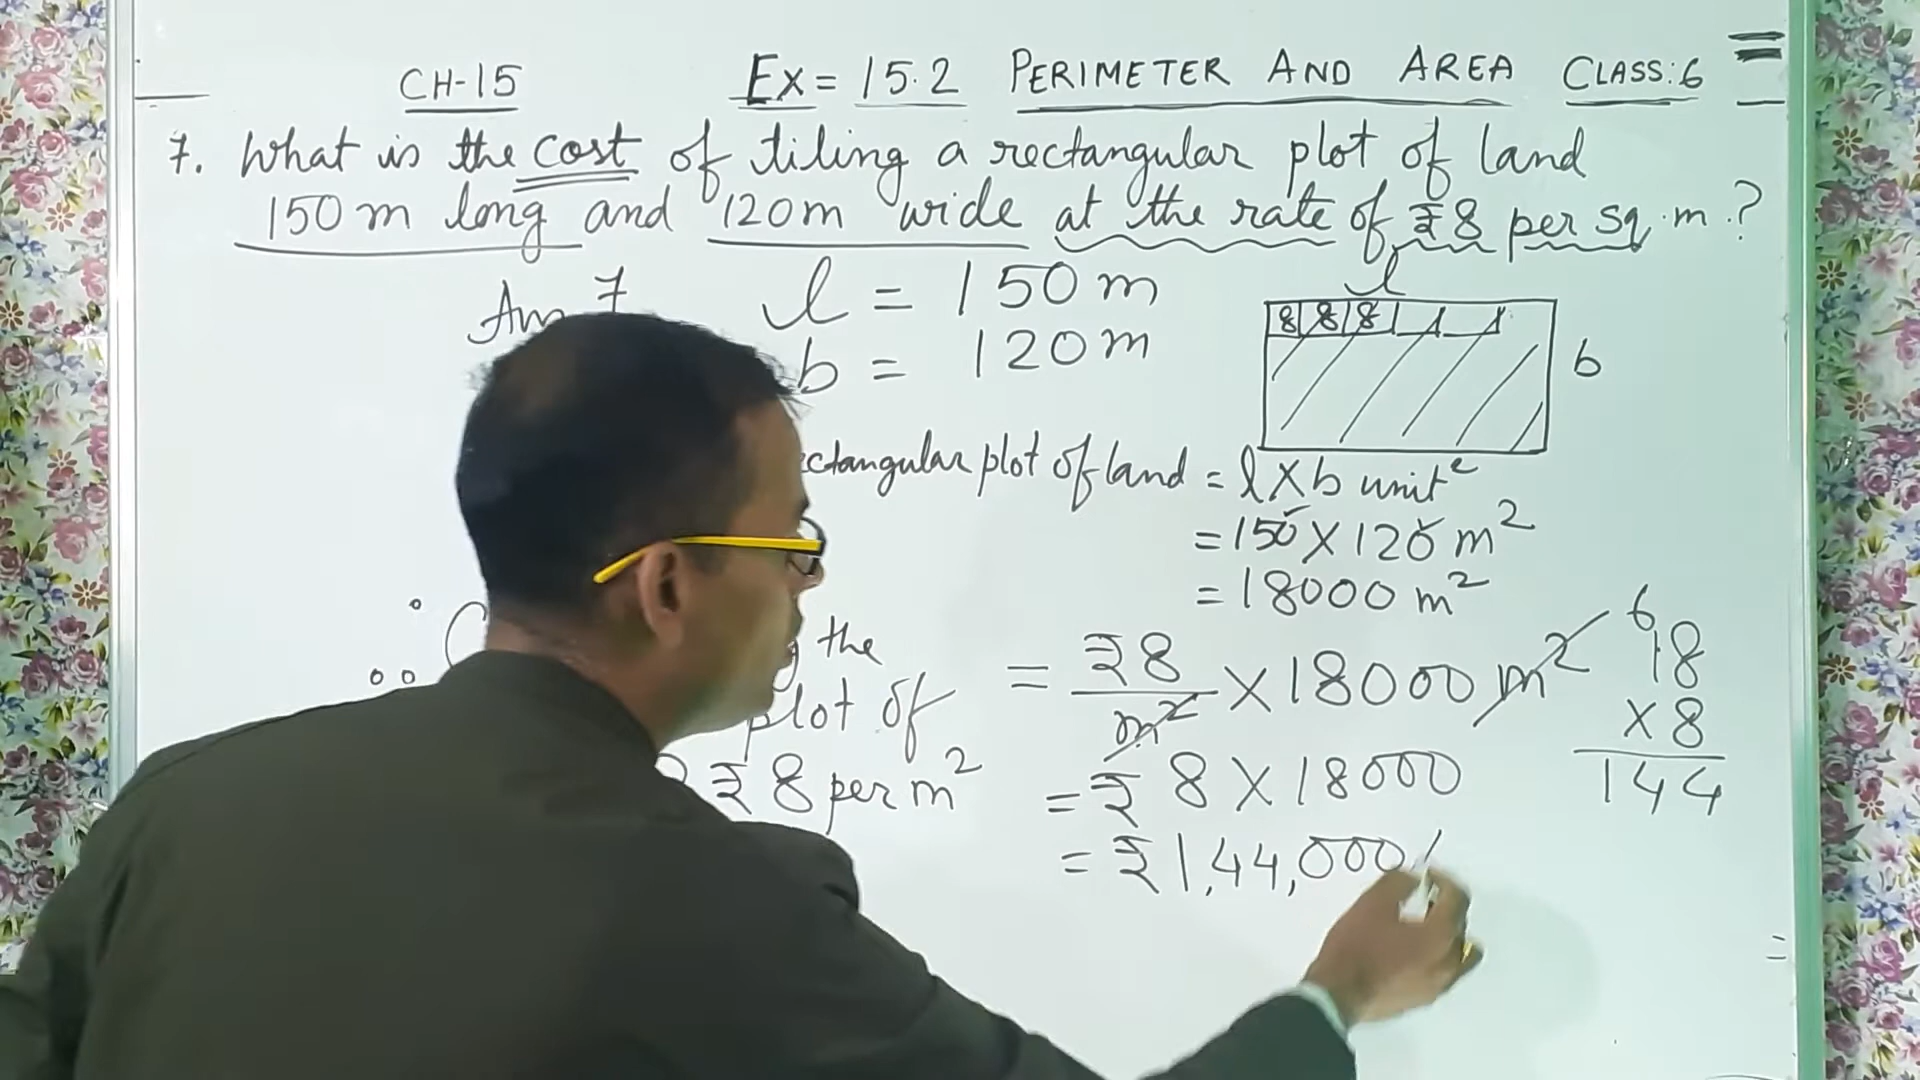 CH-15 Ex = 15.2 PERIMETER AND AREA CLASS:6
7. What is the cost of tiling a rectangular plot of land
150 m long and 120 m wide at the rate of ₹8 per sq. m.?
Ans 7 l = 150 m
b = 120 m
l
8 8 8
b
plot of land = l × b unit²
= 150 × 120 m²
= 18000 m²
the = ₹8/m² × 18000 m²
plot of
₹8 per m² = ₹ 8 × 18000
= ₹ 1,44,000/
6
18
× 8
144
=